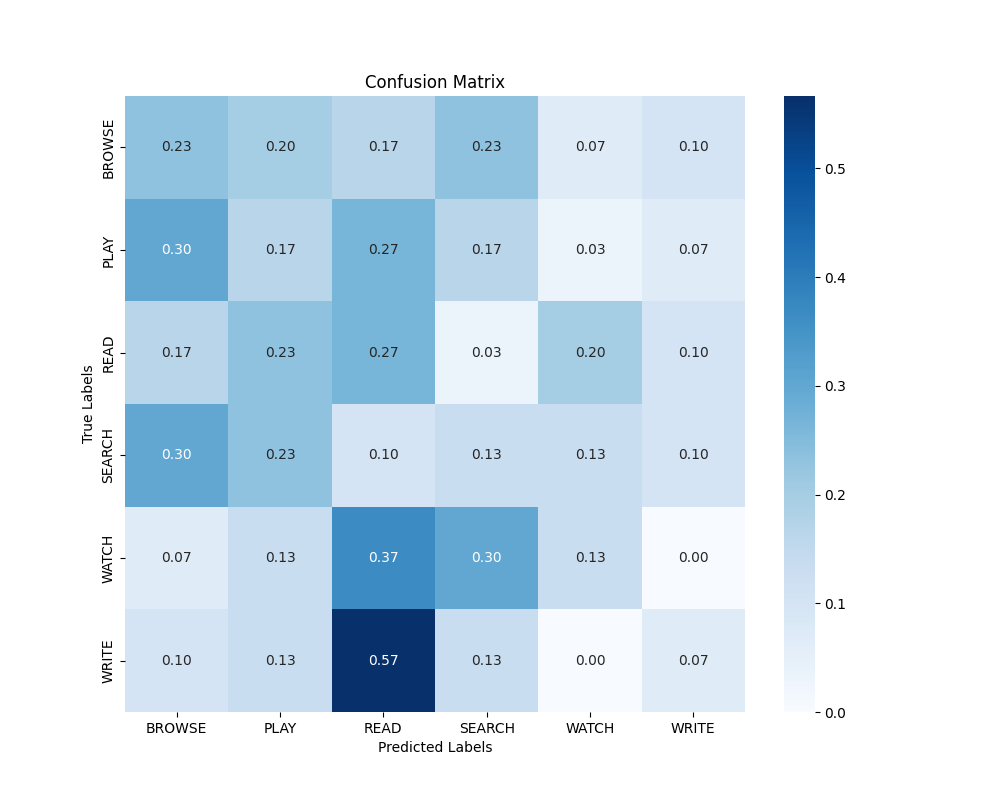 Confusion Matrix
BROWSE 0.23 0.20 0.17 0.23 0.07 0.10
PLAY 0.30 0.17 0.27 0.17 0.03 0.07
READ 0.17 0.23 0.27 0.03 0.20 0.10
SEARCH 0.30 0.23 0.10 0.13 0.13 0.10
WATCH 0.07 0.13 0.37 0.30 0.13 0.00
WRITE 0.10 0.13 0.57 0.13 0.00 0.07
True Labels
BROWSE PLAY READ SEARCH WATCH WRITE
Predicted Labels
0.5
0.4
0.3
0.2
0.1
0.0